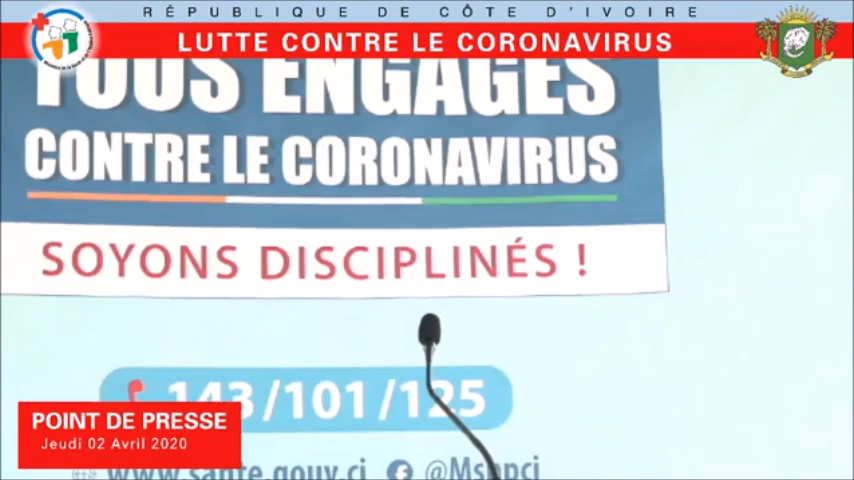 RÉPUBLIQUE DE CÔTE D'IVOIRE
LUTTE CONTRE LE CORONAVIRUS
TOUS ENGAGÉS
CONTRE LE CORONAVIRUS
SOYONS DISCIPLINÉS !
143/101/125
POINT DE PRESSE
Jeudi 02 Avril 2020
www.sante.gouv.ci @Mshpci